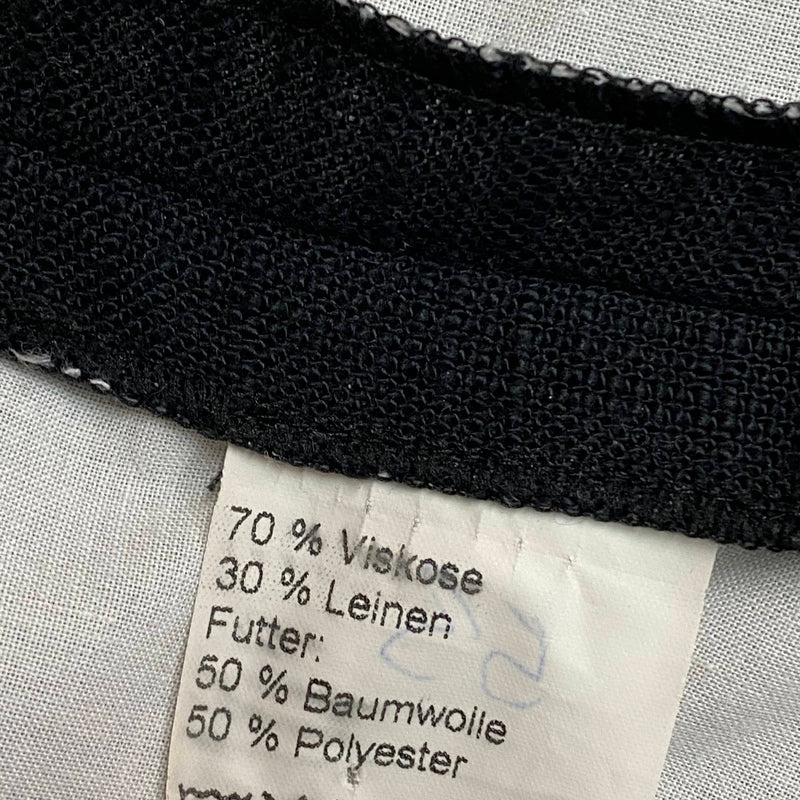 70 % Viskose
30 % Leinen
Futter:
50 % Baumwolle
50 % Polyester